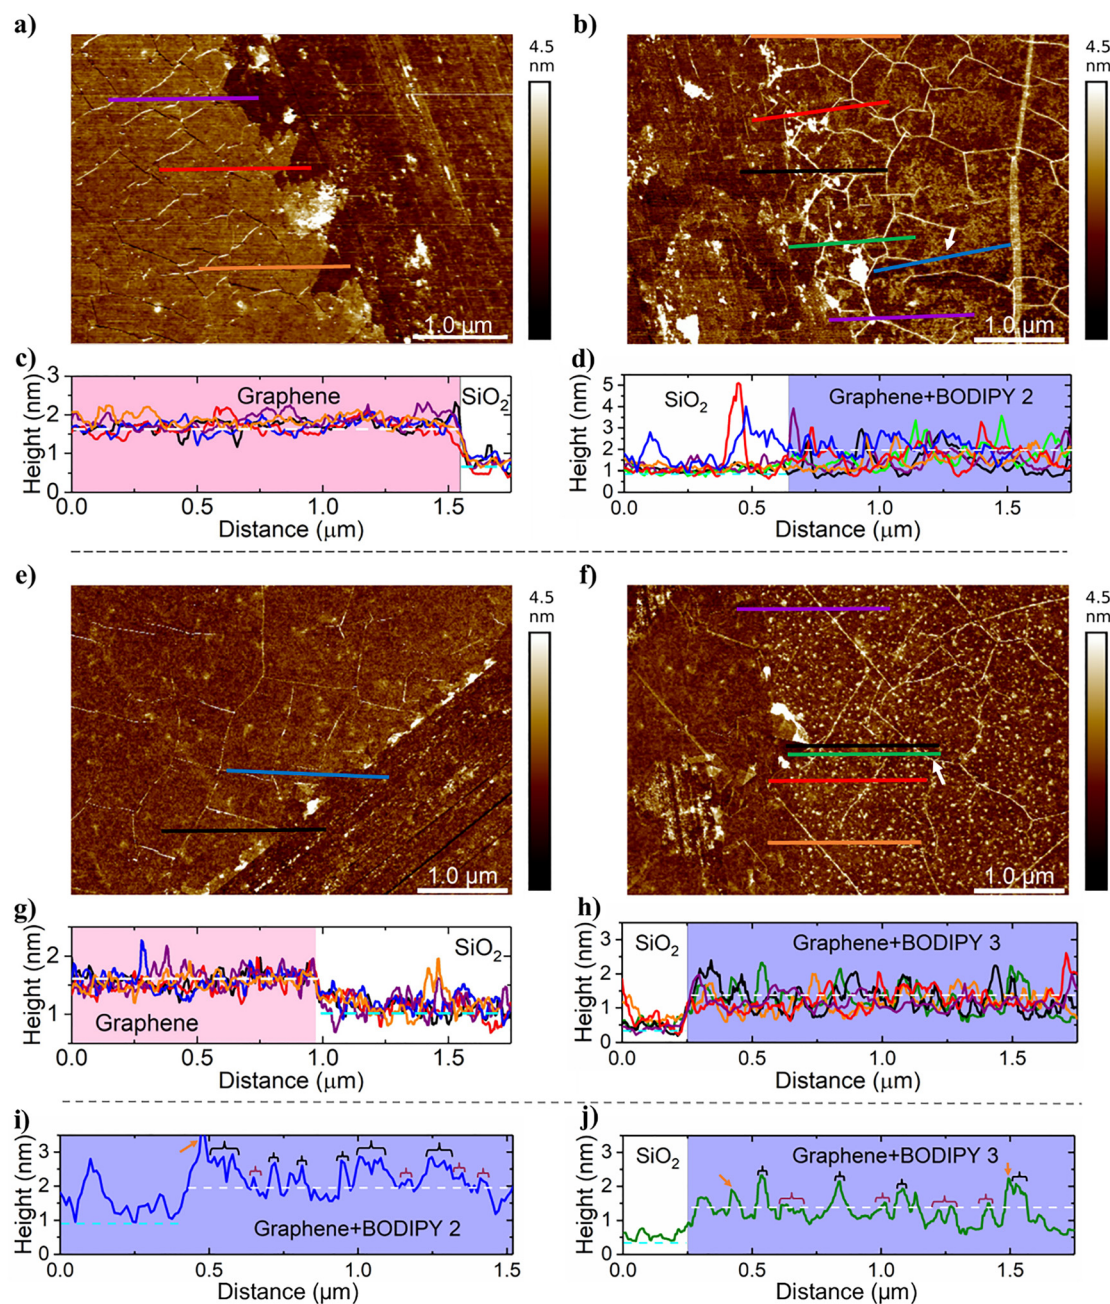 a)
b)
4.5
nm
4.5
nm
1.0 μm
1.0 μm
c)
d)
Height (nm)
3
2
1
0
Graphene
SiO2
0.0
0.5
1.0
1.5
Distance (μm)
Height (nm)
5
4
3
2
1
0
SiO2
Graphene+BODIPY 2
0.0
0.5
1.0
1.5
Distance (μm)
e)
f)
4.5
nm
4.5
nm
1.0 μm
1.0 μm
g)
h)
Height (nm)
2
1
Graphene
SiO2
0.0
0.5
1.0
1.5
Distance (μm)
Height (nm)
3
2
1
0
SiO2
Graphene+BODIPY 3
0.0
0.5
1.0
1.5
Distance (μm)
i)
j)
Height (nm)
3
2
1
0
Graphene+BODIPY 2
0.0
0.5
1.0
1.5
Distance (μm)
Height (nm)
3
2
1
0
SiO2
Graphene+BODIPY 3
0.0
0.5
1.0
1.5
Distance (μm)